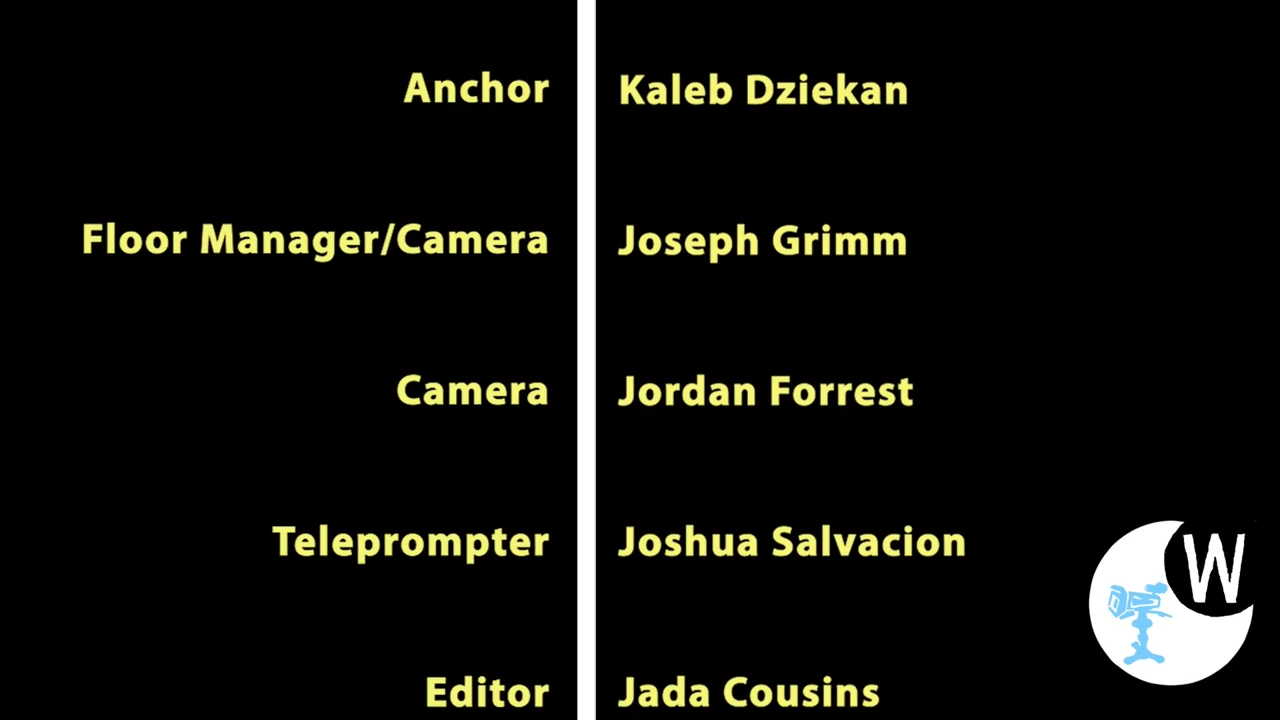 Anchor Kaleb Dziekan
Floor Manager/Camera Joseph Grimm
Camera Jordan Forrest
Teleprompter Joshua Salvacion
Editor Jada Cousins
W